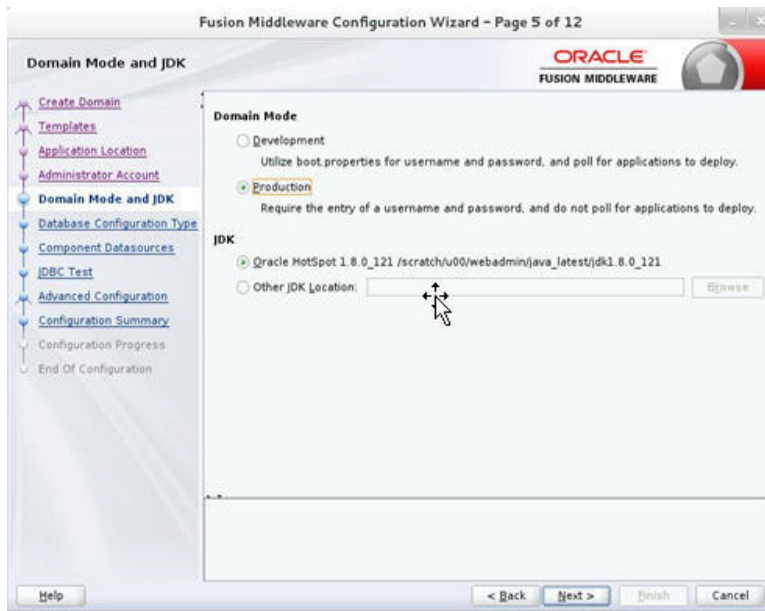 Fusion Middleware Configuration Wizard - Page 5 of 12
Domain Mode and JDK
ORACLE
FUSION MIDDLEWARE
Create Domain
Templates
Application Location
Administrator Account
Domain Mode and JDK
Database Configuration Type
Component Datasources
JDBC Test
Advanced Configuration
Configuration Summary
Configuration Progress
End Of Configuration
Domain Mode
Development
Utilize boot.properties for username and password, and poll for applications to deploy.
Production
Require the entry of a username and password, and do not poll for applications to deploy.
JDK
Oracle HotSpot 1.8.0_121 /scratch/u00/webadmin/java_latest/jdk1.8.0_121
Other JDK Location:
Browse
Help
< Back
Next >
Finish
Cancel